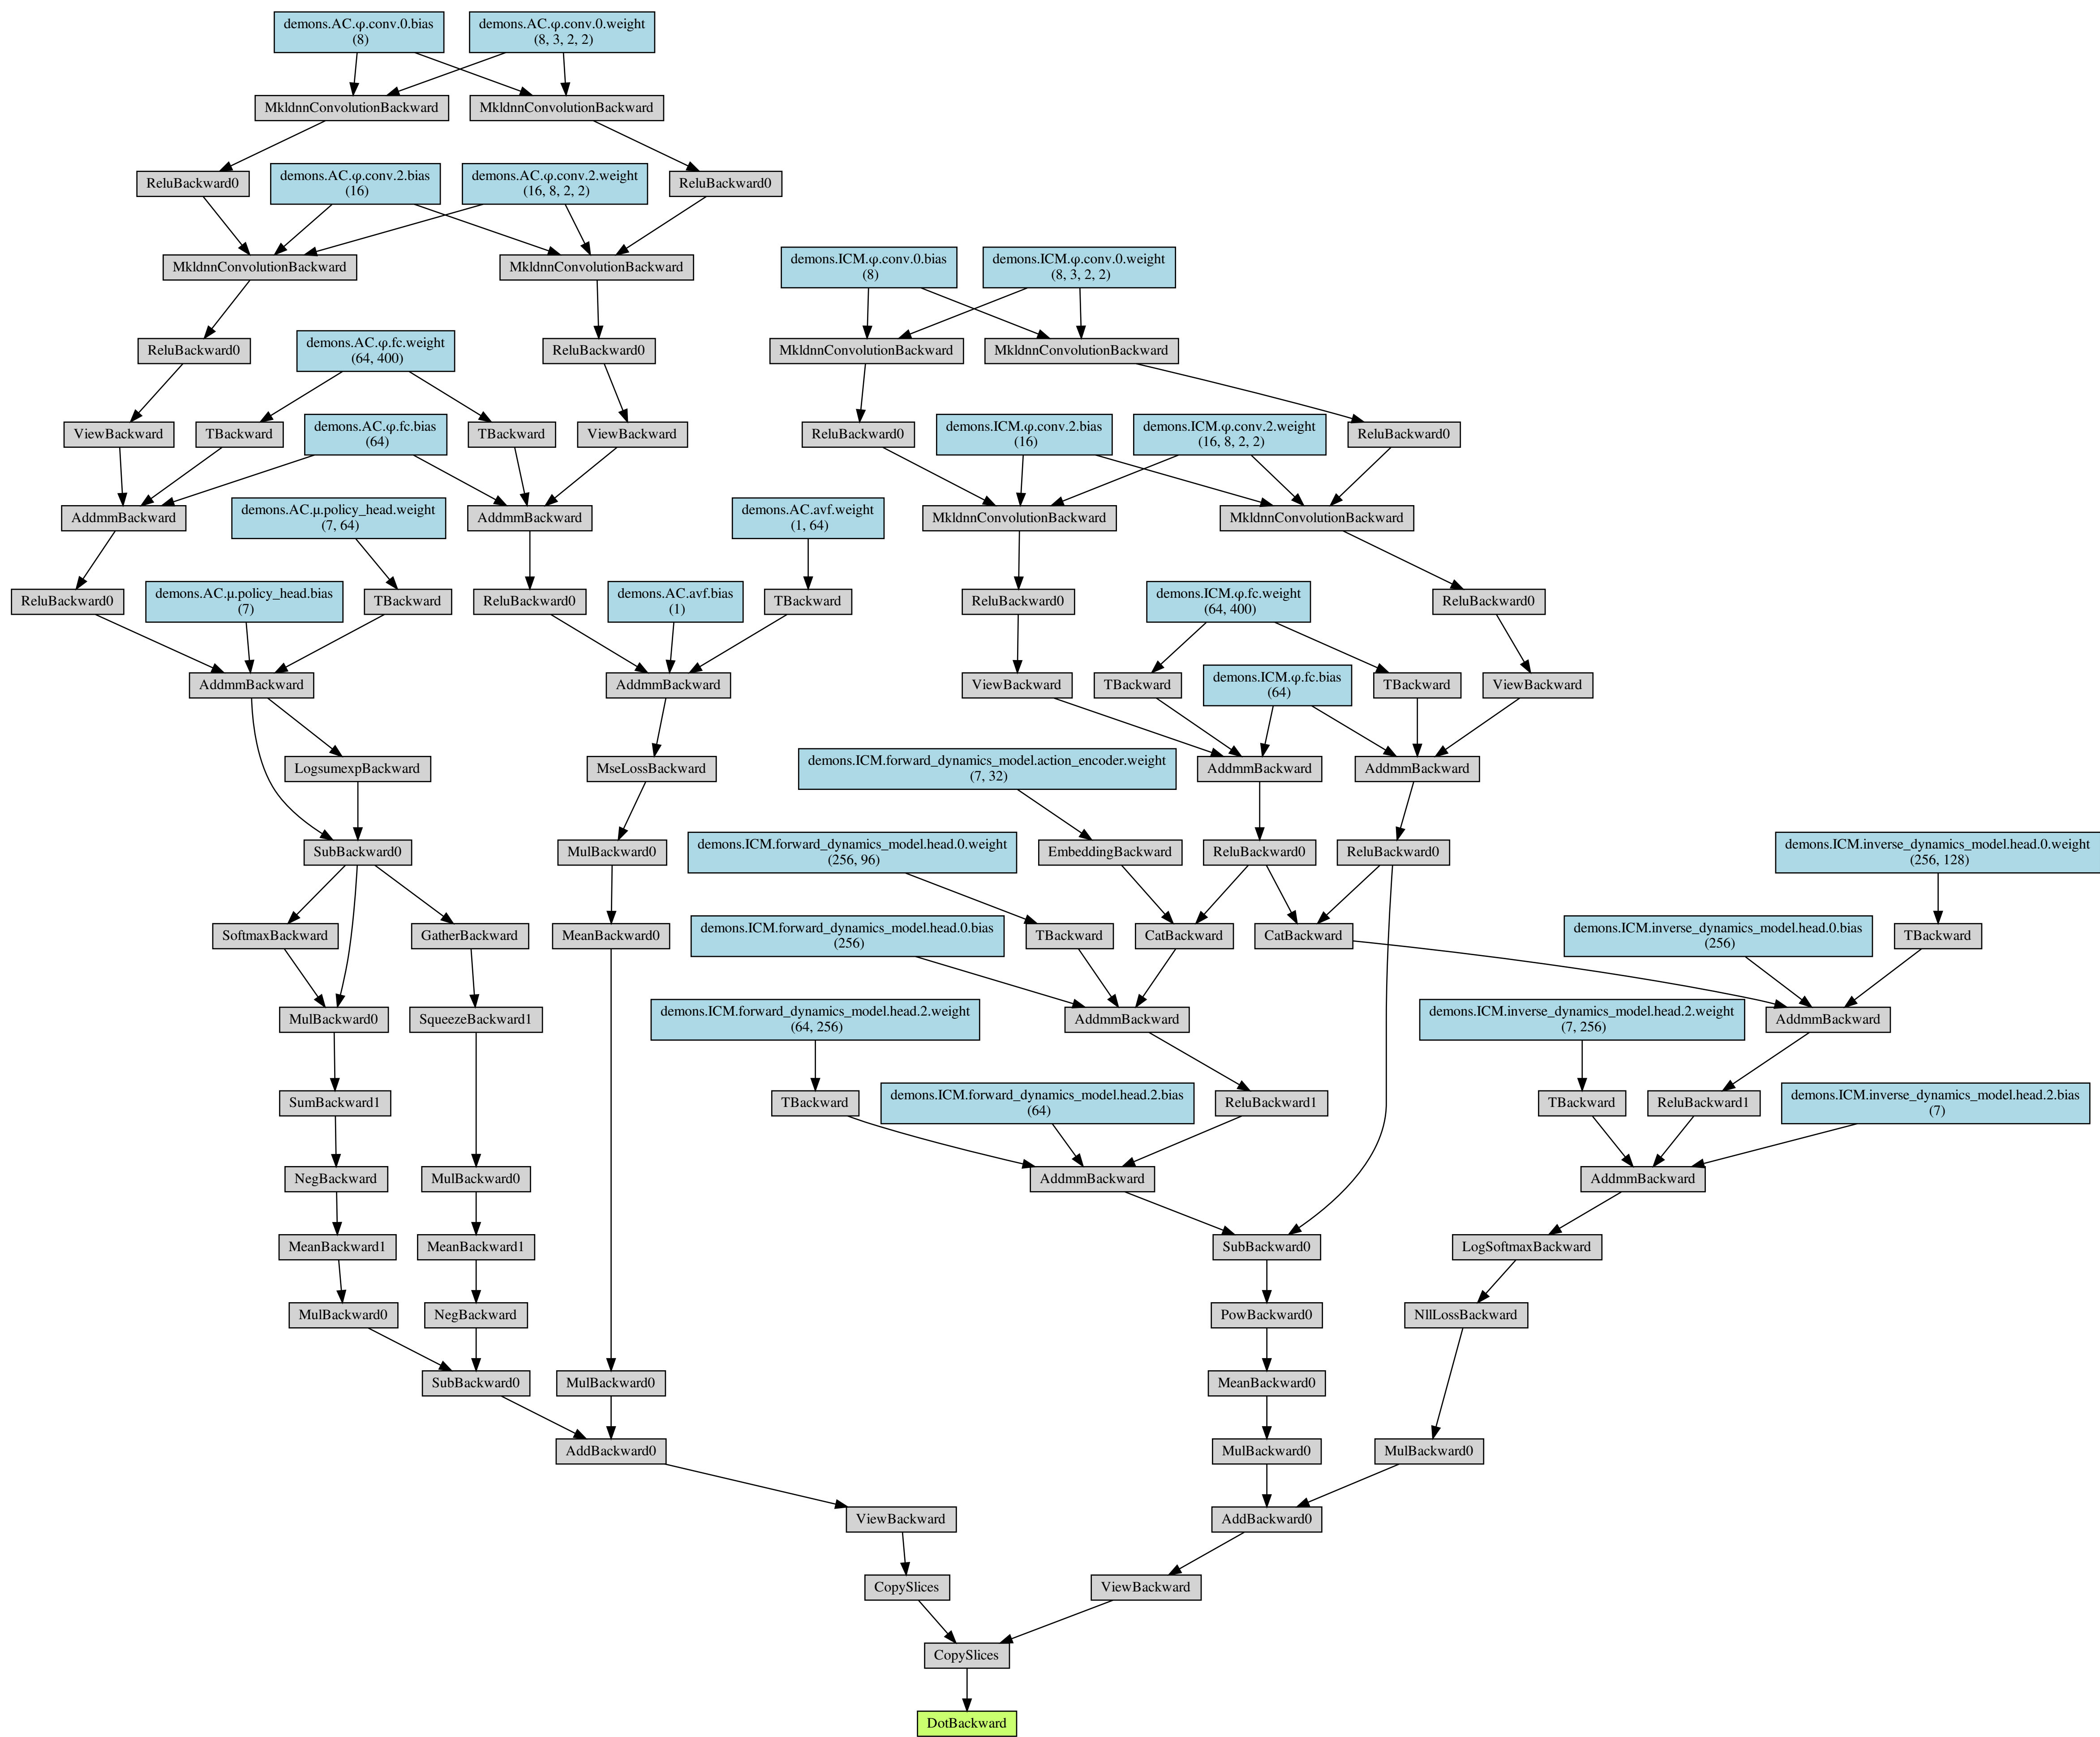 demons.AC.φ.conv.0.bias
(8)
demons.AC.φ.conv.0.weight
(8, 3, 2, 2)
MkldnnConvolutionBackward
MkldnnConvolutionBackward
ReluBackward0
demons.AC.φ.conv.2.bias
(16)
demons.AC.φ.conv.2.weight
(16, 8, 2, 2)
ReluBackward0
MkldnnConvolutionBackward
MkldnnConvolutionBackward
demons.ICM.φ.conv.0.bias
(8)
demons.ICM.φ.conv.0.weight
(8, 3, 2, 2)
ReluBackward0
demons.AC.φ.fc.weight
(64, 400)
ReluBackward0
MkldnnConvolutionBackward
MkldnnConvolutionBackward
ViewBackward
TBackward
demons.AC.φ.fc.bias
(64)
TBackward
ViewBackward
ReluBackward0
demons.ICM.φ.conv.2.bias
(16)
demons.ICM.φ.conv.2.weight
(16, 8, 2, 2)
ReluBackward0
AddmmBackward
demons.AC.μ.policy_head.weight
(7, 64)
AddmmBackward
demons.AC.avf.weight
(1, 64)
MkldnnConvolutionBackward
MkldnnConvolutionBackward
ReluBackward0
demons.AC.μ.policy_head.bias
(7)
TBackward
ReluBackward0
demons.AC.avf.bias
(1)
TBackward
ReluBackward0
demons.ICM.φ.fc.weight
(64, 400)
ReluBackward0
AddmmBackward
AddmmBackward
ViewBackward
TBackward
demons.ICM.φ.fc.bias
(64)
TBackward
ViewBackward
LogsumexpBackward
MseLossBackward
demons.ICM.forward_dynamics_model.action_encoder.weight
(7, 32)
AddmmBackward
AddmmBackward
SubBackward0
MulBackward0
demons.ICM.forward_dynamics_model.head.0.weight
(256, 96)
EmbeddingBackward
ReluBackward0
ReluBackward0
demons.ICM.inverse_dynamics_model.head.0.weight
(256, 128)
SoftmaxBackward
GatherBackward
MeanBackward0
demons.ICM.forward_dynamics_model.head.0.bias
(256)
TBackward
CatBackward
CatBackward
demons.ICM.inverse_dynamics_model.head.0.bias
(256)
TBackward
MulBackward0
SqueezeBackward1
demons.ICM.forward_dynamics_model.head.2.weight
(64, 256)
AddmmBackward
demons.ICM.inverse_dynamics_model.head.2.weight
(7, 256)
AddmmBackward
SumBackward1
TBackward
demons.ICM.forward_dynamics_model.head.2.bias
(64)
ReluBackward1
TBackward
ReluBackward1
demons.ICM.inverse_dynamics_model.head.2.bias
(7)
NegBackward
MulBackward0
AddmmBackward
AddmmBackward
MeanBackward1
MeanBackward1
SubBackward0
LogSoftmaxBackward
MulBackward0
NegBackward
PowBackward0
NllLossBackward
SubBackward0
MulBackward0
MeanBackward0
AddBackward0
MulBackward0
MulBackward0
ViewBackward
AddBackward0
CopySlices
ViewBackward
CopySlices
DotBackward